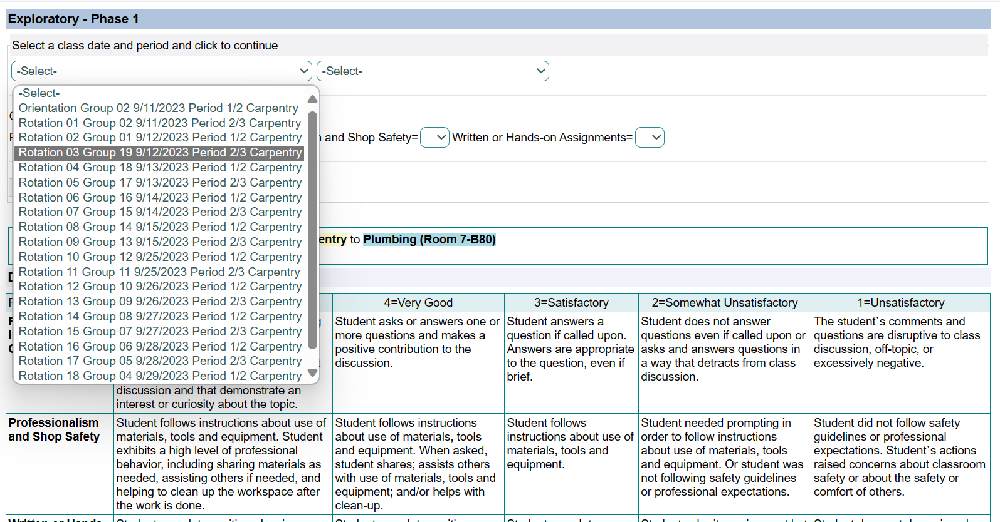 Exploratory - Phase 1
Select a class date and period and click to continue
-Select- -Select-
-Select-
Orientation Group 02 9/11/2023 Period 1/2 Carpentry
Rotation 01 Group 02 9/11/2023 Period 2/3 Carpentry
Rotation 02 Group 01 9/12/2023 Period 1/2 Carpentry
Rotation 03 Group 19 9/12/2023 Period 2/3 Carpentry
Rotation 04 Group 18 9/13/2023 Period 1/2 Carpentry
Rotation 05 Group 17 9/13/2023 Period 2/3 Carpentry
Rotation 06 Group 16 9/14/2023 Period 1/2 Carpentry
Rotation 07 Group 15 9/14/2023 Period 2/3 Carpentry
Rotation 08 Group 14 9/15/2023 Period 1/2 Carpentry
Rotation 09 Group 13 9/15/2023 Period 2/3 Carpentry
Rotation 10 Group 12 9/25/2023 Period 1/2 Carpentry
Rotation 11 Group 11 9/25/2023 Period 2/3 Carpentry
Rotation 12 Group 10 9/26/2023 Period 1/2 Carpentry
Rotation 13 Group 09 9/26/2023 Period 2/3 Carpentry
Rotation 14 Group 08 9/27/2023 Period 1/2 Carpentry
Rotation 15 Group 07 9/27/2023 Period 2/3 Carpentry
Rotation 16 Group 06 9/28/2023 Period 1/2 Carpentry
Rotation 17 Group 05 9/28/2023 Period 2/3 Carpentry
Rotation 18 Group 04 9/29/2023 Period 1/2 Carpentry
and Shop Safety= Written or Hands-on Assignments=
entry to Plumbing (Room 7-B80)
4=Very Good
3=Satisfactory
2=Somewhat Unsatisfactory
1=Unsatisfactory
discussion and that demonstrate an
interest or curiosity about the topic.
Student asks or answers one or
more questions and makes a
positive contribution to the
discussion.
Student answers a
question if called upon.
Answers are appropriate
to the question, even if
brief.
Student does not answer
questions even if called upon or
asks and answers questions in
a way that detracts from class
discussion.
The student`s comments and
questions are disruptive to class
discussion, off-topic, or
excessively negative.
Professionalism
and Shop Safety
Student follows instructions about use of
materials, tools and equipment. Student
exhibits a high level of professional
behavior, including sharing materials as
needed, assisting others if needed, and
helping to clean up the workspace after
the work is done.
Student follows instructions
about use of materials, tools
and equipment. When asked,
student shares; assists others
with use of materials, tools and
equipment; and/or helps with
clean-up.
Student follows
instructions about use of
materials, tools and
equipment.
Student needed prompting in
order to follow instructions
about use of materials, tools
and equipment. Or student was
not following safety guidelines
or professional expectations.
Student did not follow safety
guidelines or professional
expectations. Student`s actions
raised concerns about classroom
safety or about the safety or
comfort of others.